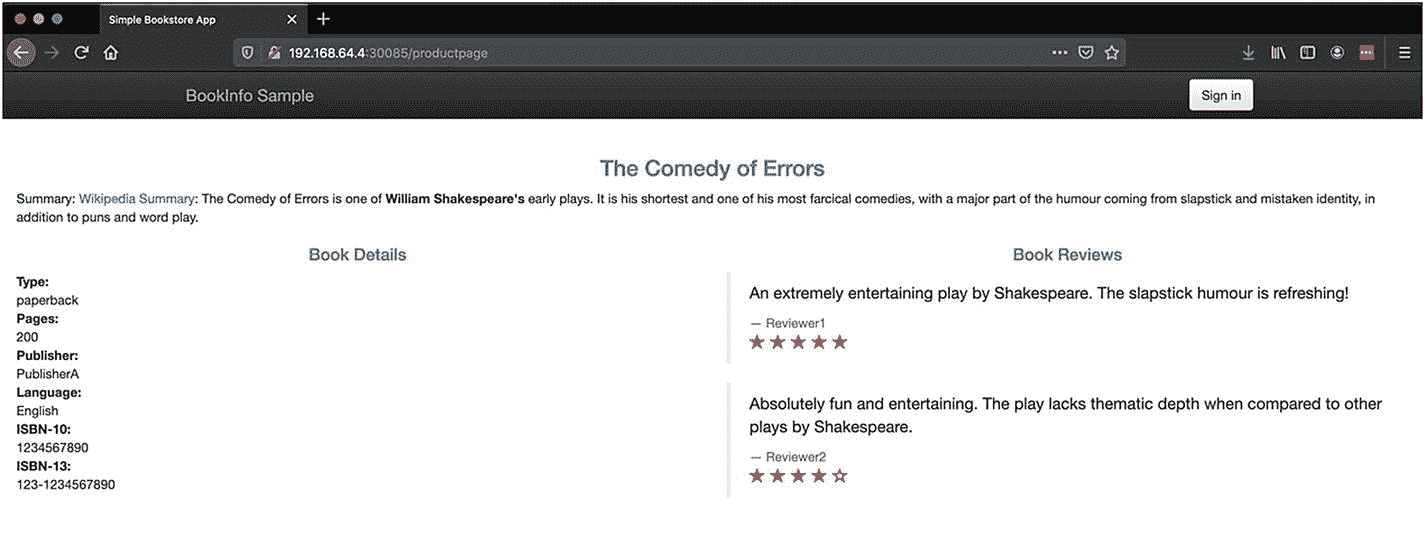 Simple Bookstore App
192.168.64.4:30085/productpage
BookInfo Sample
Sign in
The Comedy of Errors
Summary: Wikipedia Summary: The Comedy of Errors is one of William Shakespeare's early plays. It is his shortest and one of his most farcical comedies, with a major part of the humour coming from slapstick and mistaken identity, in
addition to puns and word play.
Book Details
Type:
paperback
Pages:
200
Publisher:
PublisherA
Language:
English
ISBN-10:
1234567890
ISBN-13:
123-1234567890
Book Reviews
An extremely entertaining play by Shakespeare. The slapstick humour is refreshing!
— Reviewer1
Absolutely fun and entertaining. The play lacks thematic depth when compared to other
plays by Shakespeare.
— Reviewer2